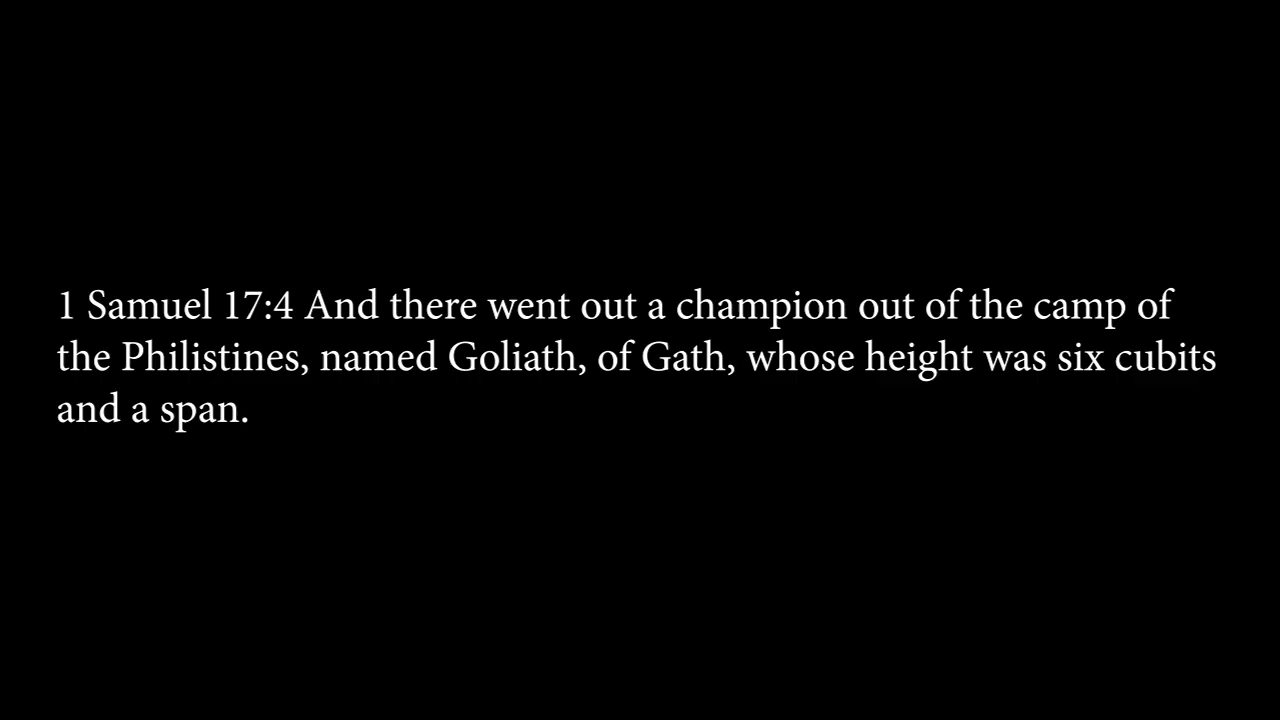 1 Samuel 17:4 And there went out a champion out of the camp of
the Philistines, named Goliath, of Gath, whose height was six cubits
and a span.